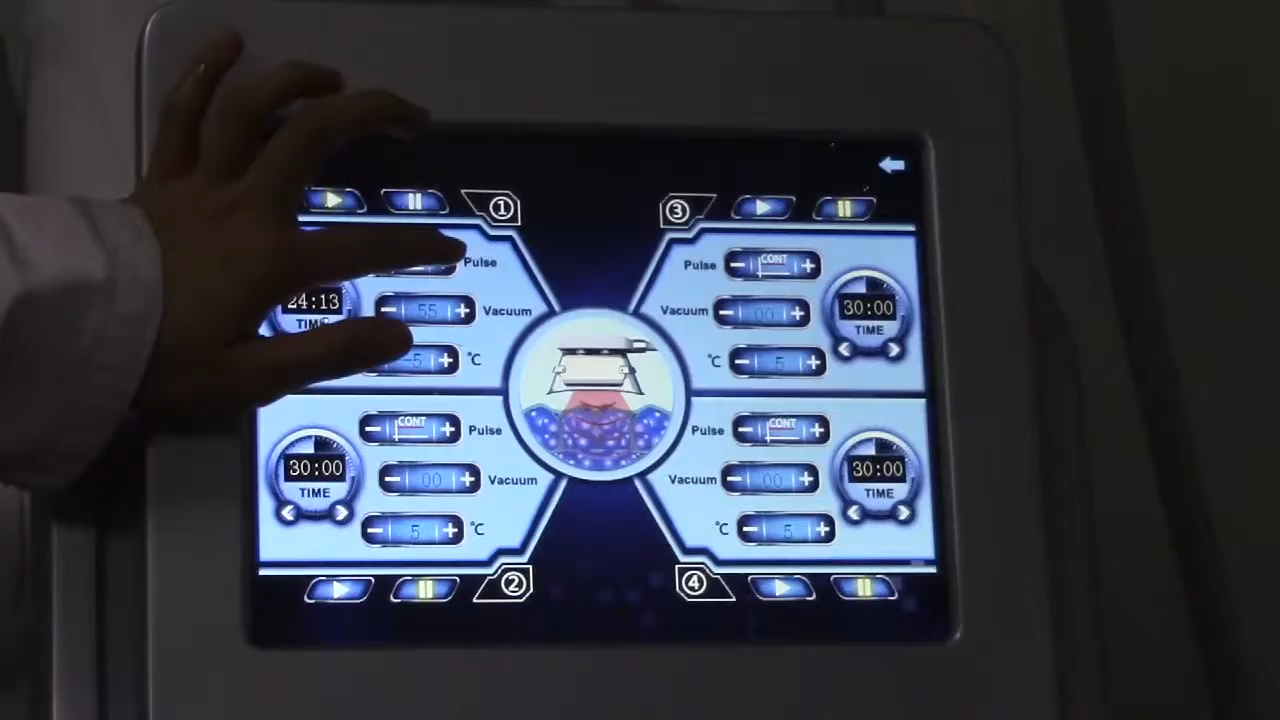 ①
Pulse
24:13
TIME
55
Vacuum
-5
℃
③
Pulse
CONT
Vacuum
00
30:00
TIME
℃
5
CONT
Pulse
30:00
TIME
00
Vacuum
5
℃
②
Pulse
CONT
Vacuum
00
30:00
TIME
℃
5
④